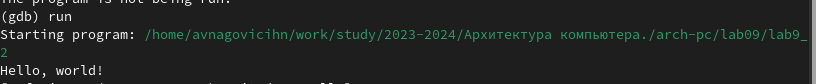 The program is not being run.
(gdb) run
Starting program: /home/avnagovicihn/work/study/2023-2024/Архитектура компьютера./arch-pc/lab09/lab9_
2
Hello, world!